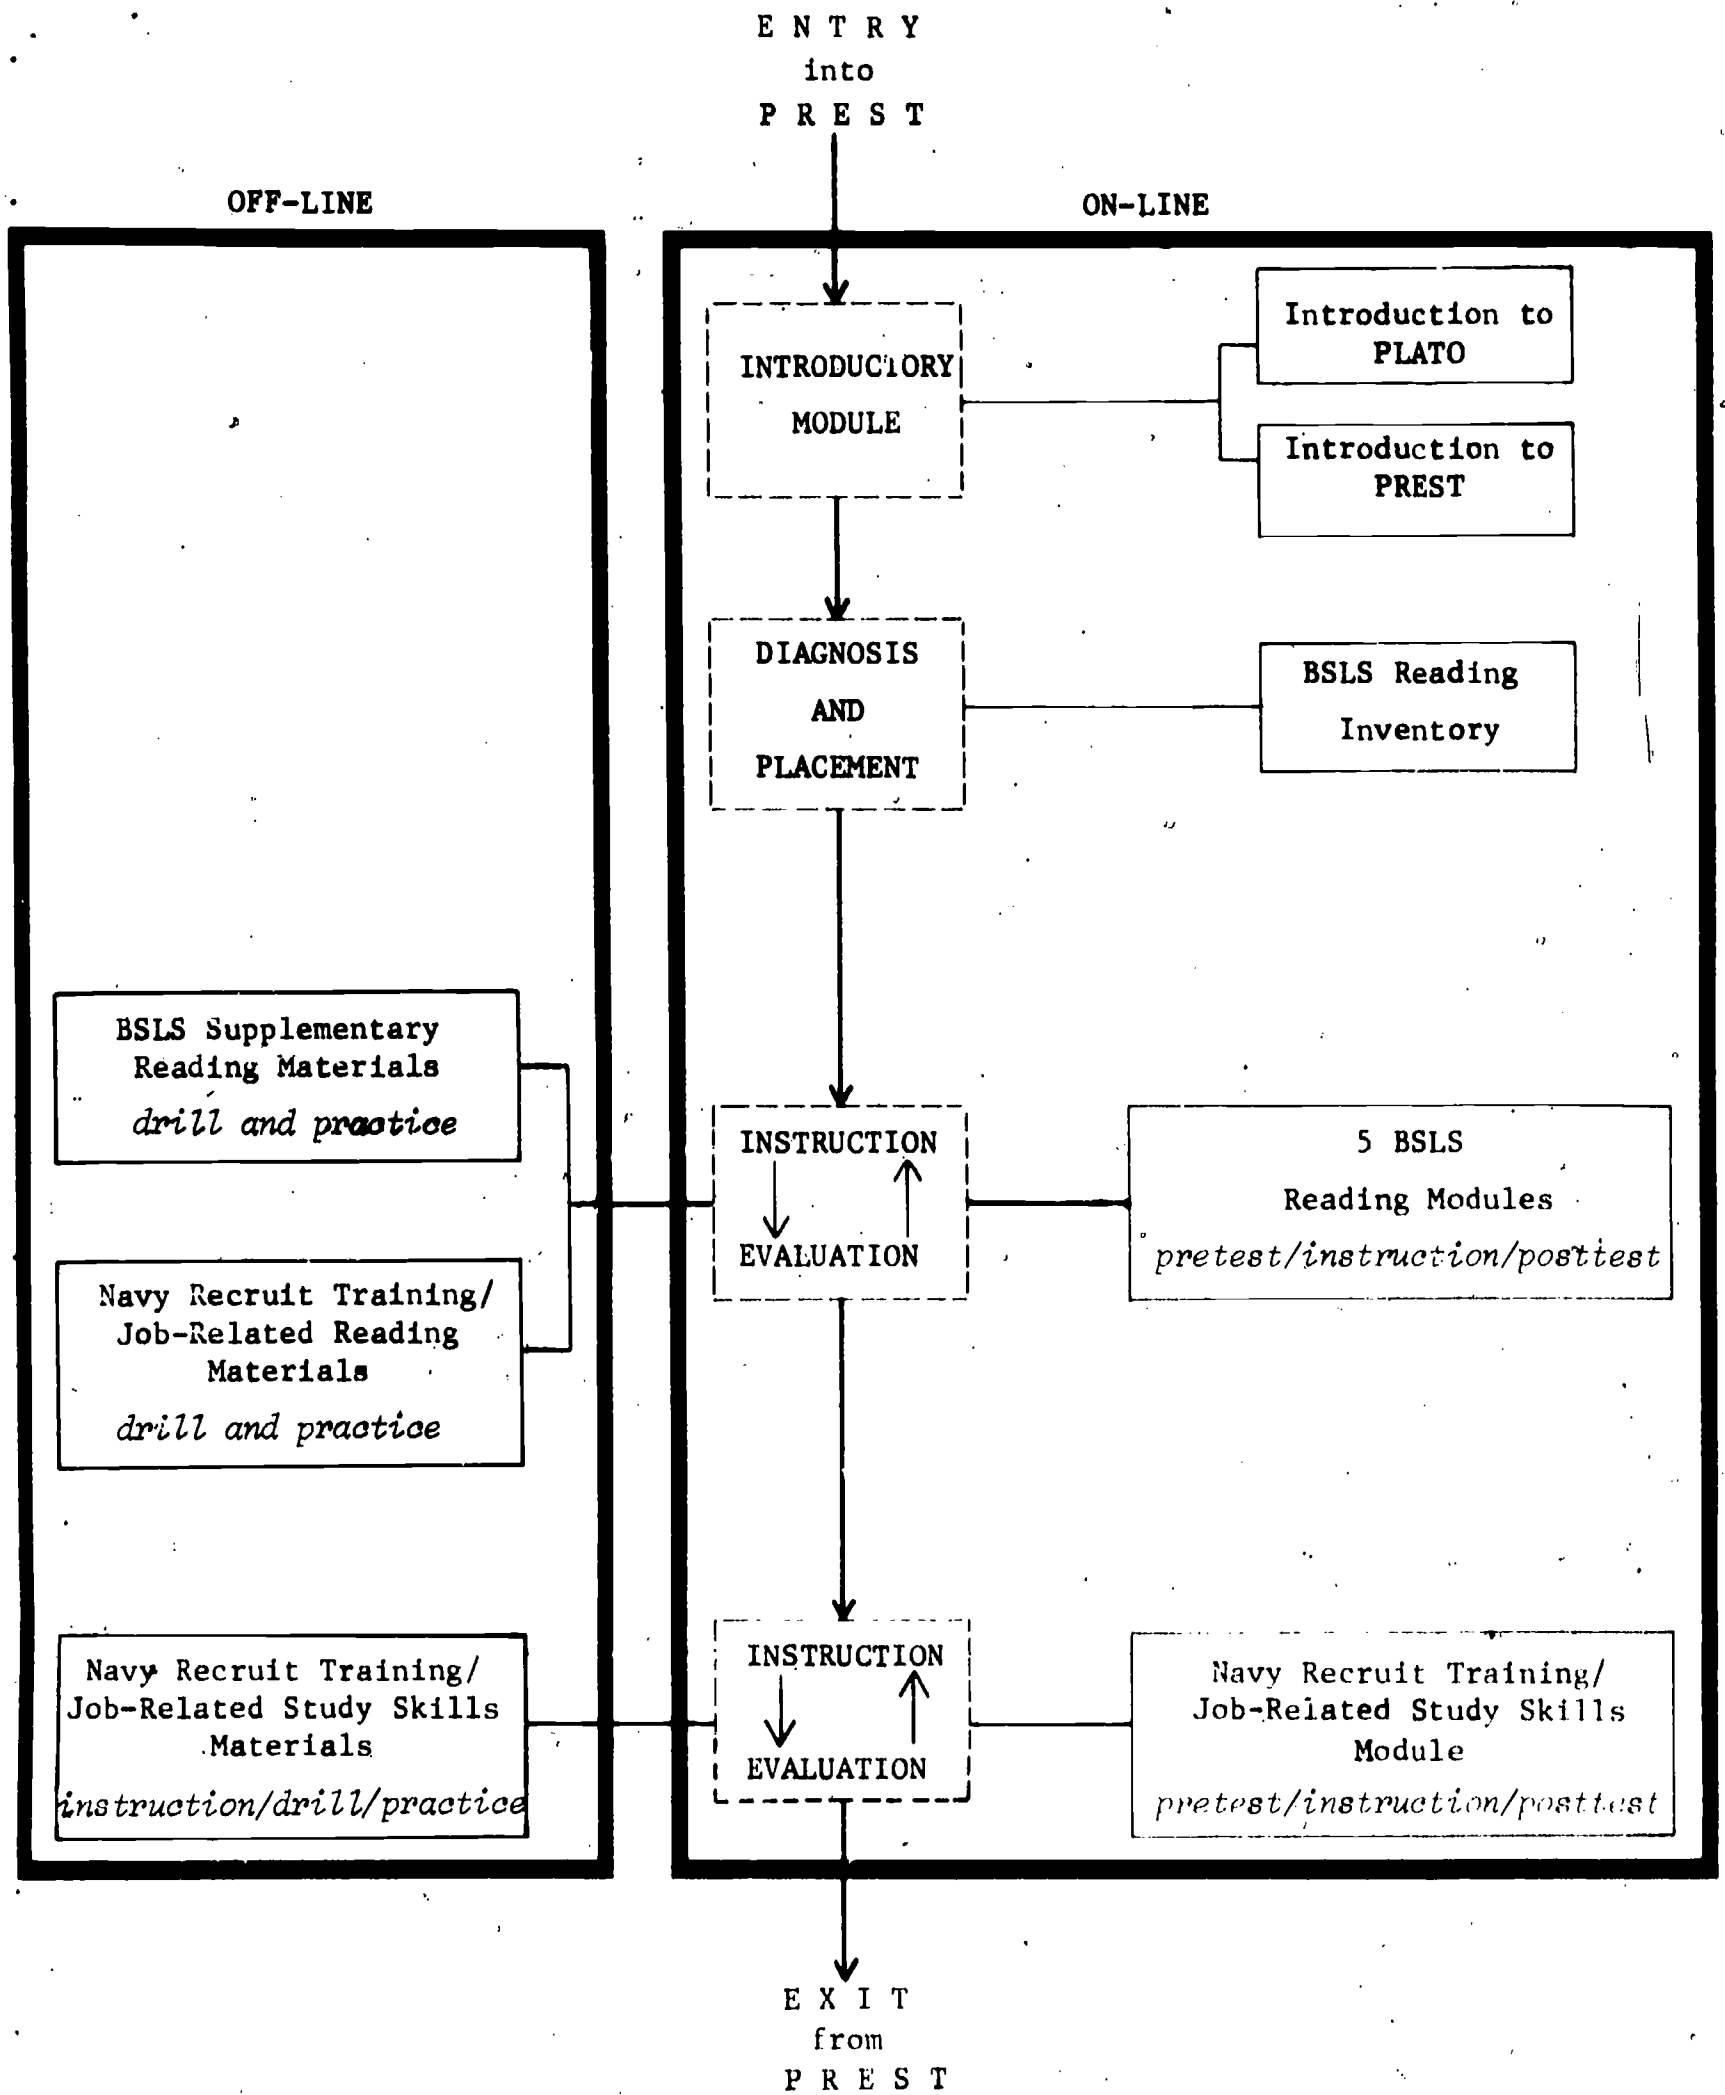 E N T R Y
into
P R E S T
OFF-LINE
ON-LINE
INTRODUCTORY
MODULE
Introduction to
PLATO
Introduction to
PREST
DIAGNOSIS
AND
PLACEMENT
BSLS Reading
Inventory
BSLS Supplementary
Reading Materials
drill and practice
Navy Recruit Training/
Job-Related Reading
Materials
drill and practice
INSTRUCTION
EVALUATION
5 BSLS
Reading Modules
pretest/instruction/posttest
Navy Recruit Training/
Job-Related Study Skills
Materials
instruction/drill/practice
INSTRUCTION
EVALUATION
Navy Recruit Training/
Job-Related Study Skills
Module
pretest/instruction/posttest
E X I T
from
P R E S T